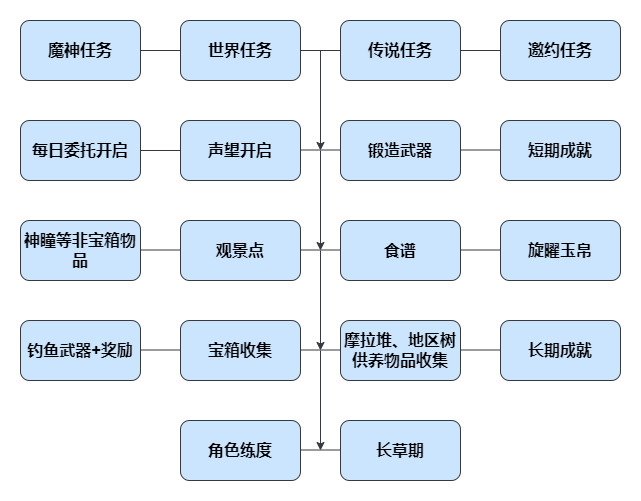 魔神任务
世界任务
传说任务
邀约任务
每日委托开启
声望开启
锻造武器
短期成就
神瞳等非宝箱物
品
观景点
食谱
旋曜玉帛
钓鱼武器+奖励
宝箱收集
摩拉堆、地区树
供养物品收集
长期成就
角色练度
长草期